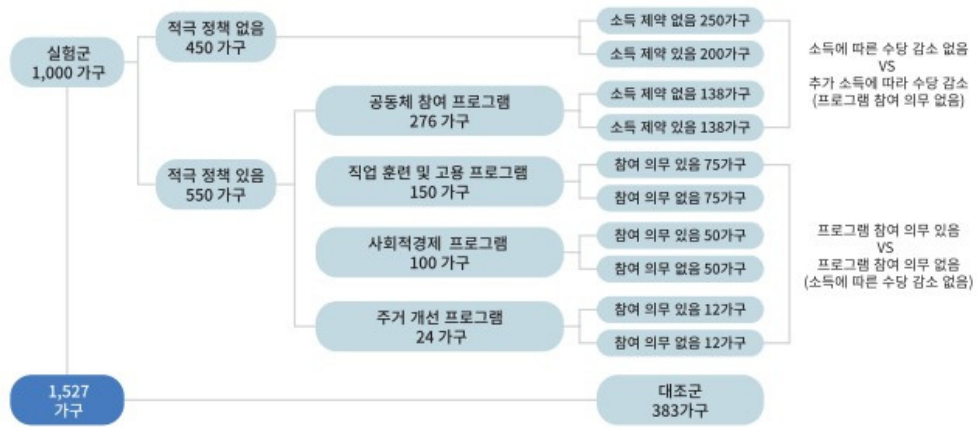 실험군
1,000 가구
적극 정책 없음
450 가구
소득 제약 없음 250가구
소득 제약 있음 200가구
소득에 따른 수당 감소 없음
VS
추가 소득에 따라 수당 감소
(프로그램 참여 의무 없음)
적극 정책 있음
550 가구
공동체 참여 프로그램
276 가구
소득 제약 없음 138가구
소득 제약 있음 138가구
직업 훈련 및 고용 프로그램
150 가구
참여 의무 있음 75가구
참여 의무 없음 75가구
사회적경제 프로그램
100 가구
참여 의무 있음 50가구
참여 의무 없음 50가구
주거 개선 프로그램
24 가구
참여 의무 있음 12가구
참여 의무 없음 12가구
프로그램 참여 의무 있음
VS
프로그램 참여 의무 없음
(소득에 따른 수당 감소 없음)
1,527
가구
대조군
383가구